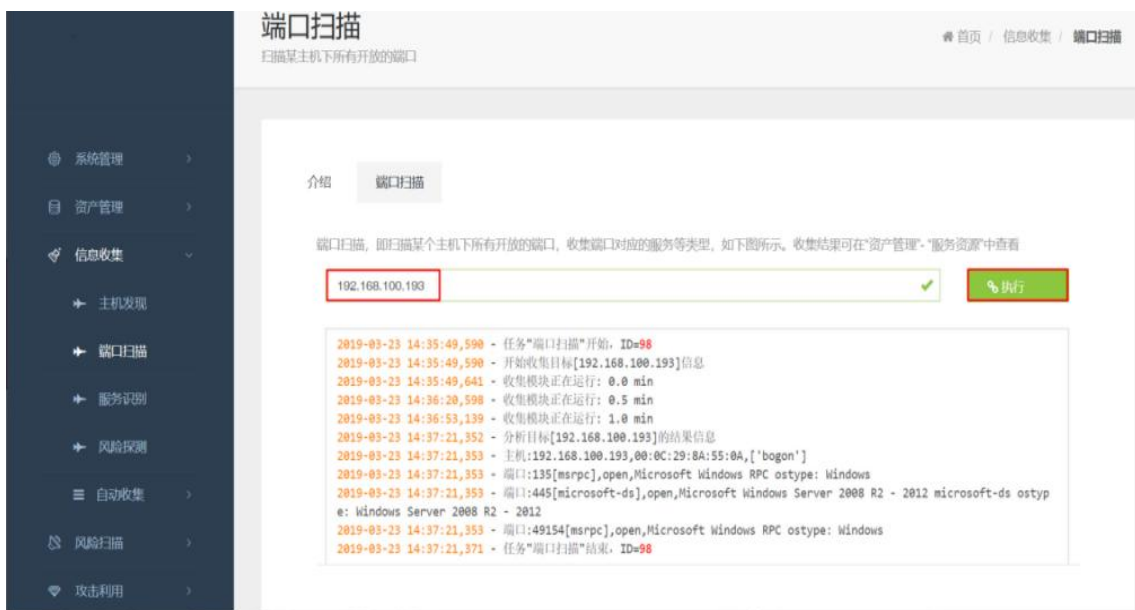 端口扫描
扫描某主机下所有开放的端口
首页 / 信息收集 / 端口扫描
系统管理
资产管理
信息收集
主机发现
端口扫描
服务识别
风险探测
自动收集
风险扫描
攻击利用
介绍 端口扫描
端口扫描，即扫描某个主机下所有开放的端口，收集端口对应的服务等类型，如下图所示。收集结果可在"资产管理"- "服务资源"中查看
192.168.100.193
执行
2019-03-23 14:35:49,590 - 任务"端口扫描"开始，ID=98
2019-03-23 14:35:49,590 - 开始收集目标[192.168.100.193]信息
2019-03-23 14:35:49,641 - 收集模块正在运行: 0.0 min
2019-03-23 14:36:20,598 - 收集模块正在运行: 0.5 min
2019-03-23 14:36:53,139 - 收集模块正在运行: 1.0 min
2019-03-23 14:37:21,352 - 分析目标[192.168.100.193]的结果信息
2019-03-23 14:37:21,353 - 主机:192.168.100.193,00:0C:29:8A:55:0A,['bogon']
2019-03-23 14:37:21,353 - 端口:135[msrpc],open,Microsoft Windows RPC ostype: Windows
2019-03-23 14:37:21,353 - 端口:445[microsoft-ds],open,Microsoft Windows Server 2008 R2 - 2012 microsoft-ds ostyp
e: Windows Server 2008 R2 - 2012
2019-03-23 14:37:21,353 - 端口:49154[msrpc],open,Microsoft Windows RPC ostype: Windows
2019-03-23 14:37:21,371 - 任务"端口扫描"结束，ID=98